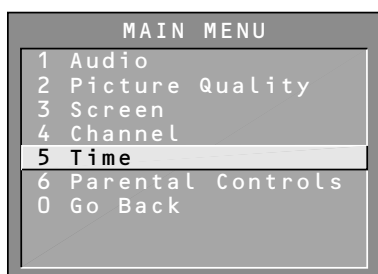 MAIN MENU
1 Audio
2 Picture Quality
3 Screen
4 Channel
5 Time
6 Parental Controls
0 Go Back